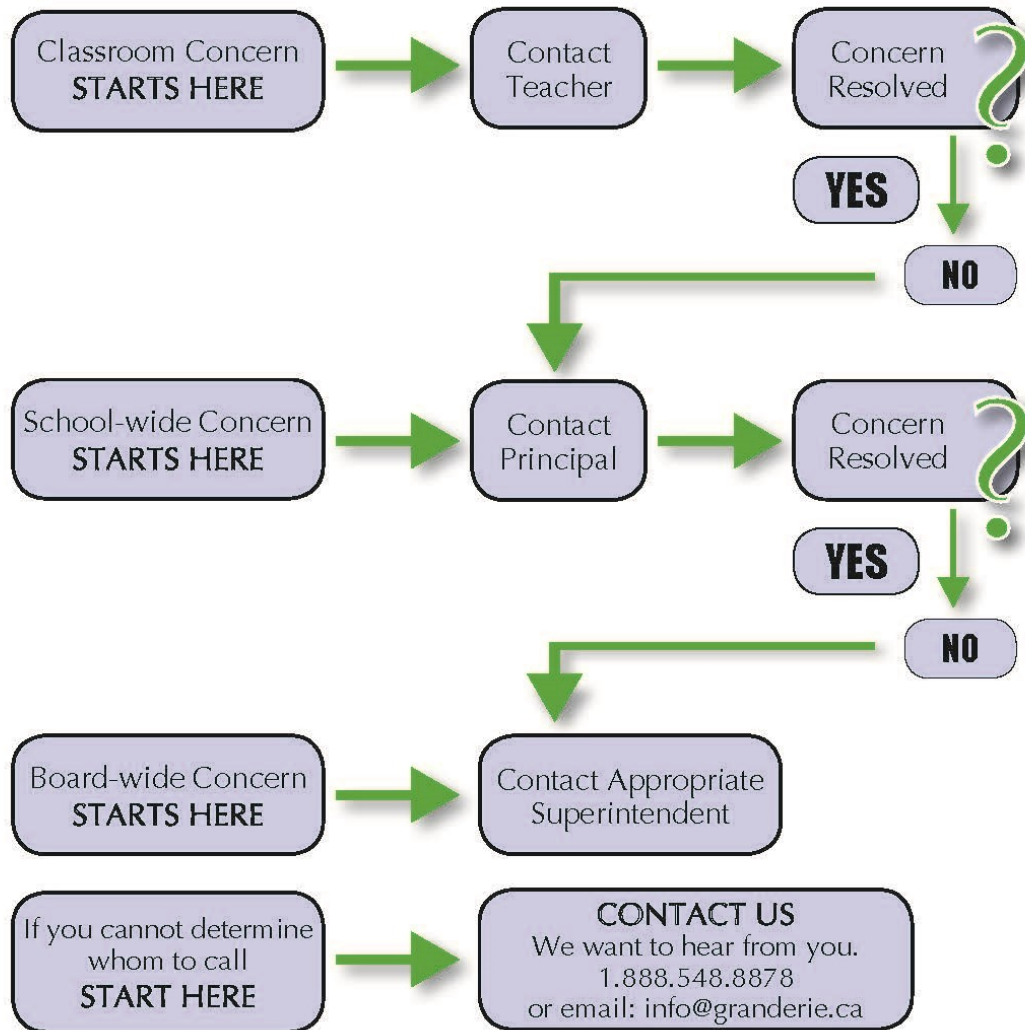 Classroom Concern
STARTS HERE
Contact
Teacher
Concern
Resolved
?
YES
NO
School-wide Concern
STARTS HERE
Contact
Principal
Concern
Resolved
?
YES
NO
Board-wide Concern
STARTS HERE
Contact Appropriate
Superintendent
If you cannot determine
whom to call
START HERE
CONTACT US
We want to hear from you.
1.888.548.8878
or email: info@granderie.ca